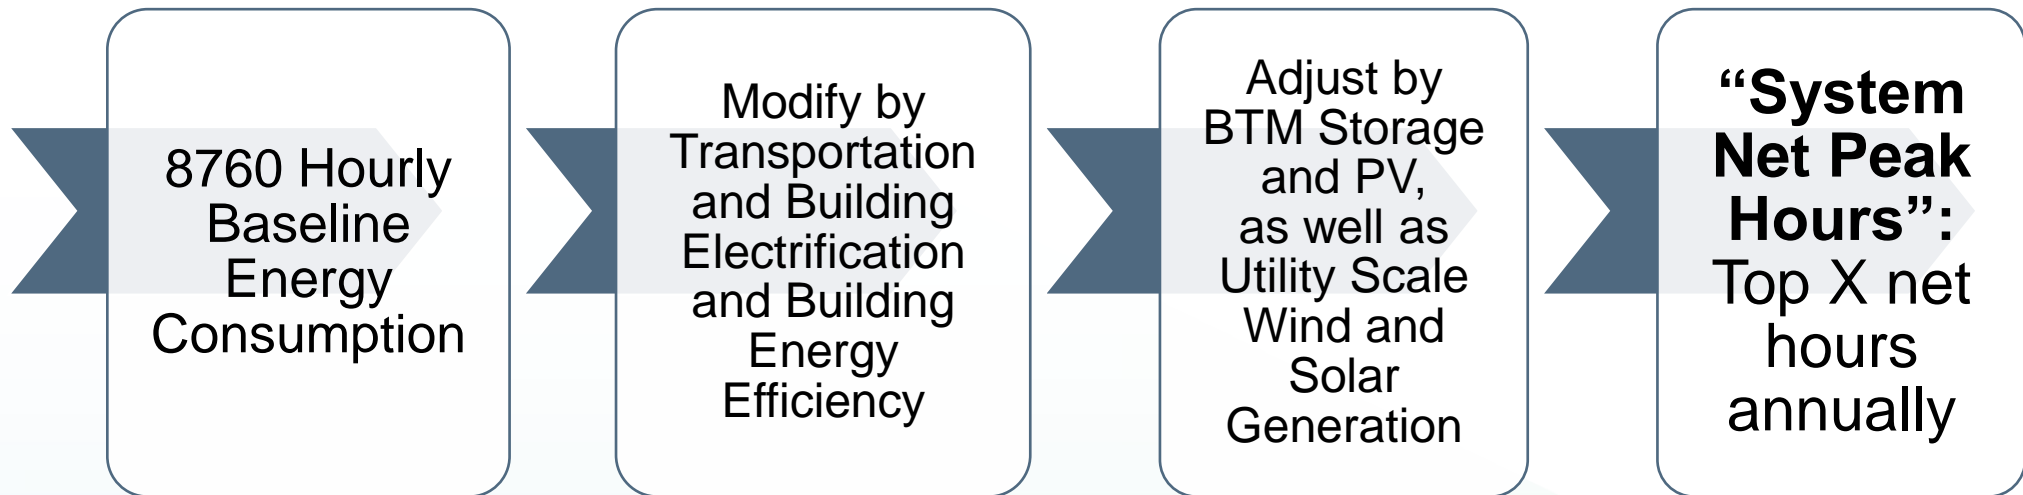 8760 Hourly
Baseline
Energy
Consumption
Modify by
Transportation
and Building
Electrification
and Building
Energy
Efficiency
Adjust by
BTM Storage
and PV,
as well as
Utility Scale
Wind and
Solar
Generation
“System
Net Peak
Hours”:
Top X net
hours
annually